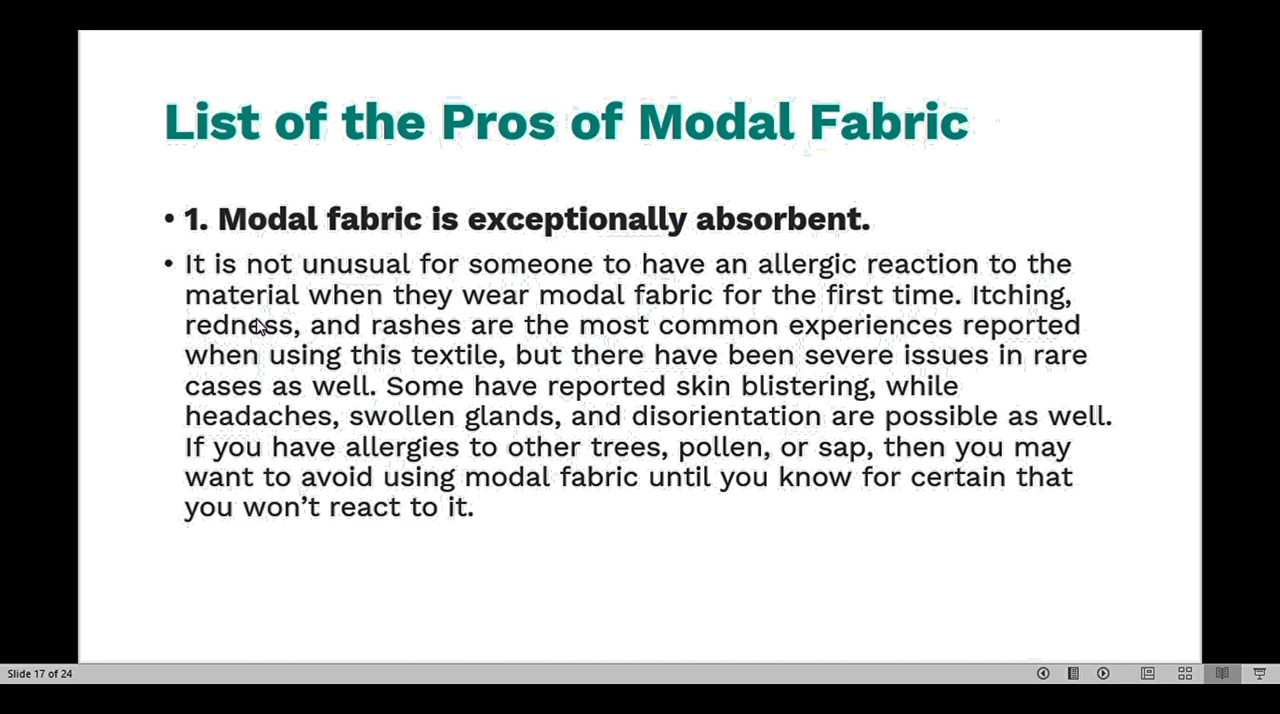 List of the Pros of Modal Fabric
• 1. Modal fabric is exceptionally absorbent.
• It is not unusual for someone to have an allergic reaction to the
material when they wear modal fabric for the first time. Itching,
redness, and rashes are the most common experiences reported
when using this textile, but there have been severe issues in rare
cases as well. Some have reported skin blistering, while
headaches, swollen glands, and disorientation are possible as well.
If you have allergies to other trees, pollen, or sap, then you may
want to avoid using modal fabric until you know for certain that
you won’t react to it.
Slide 17 of 24